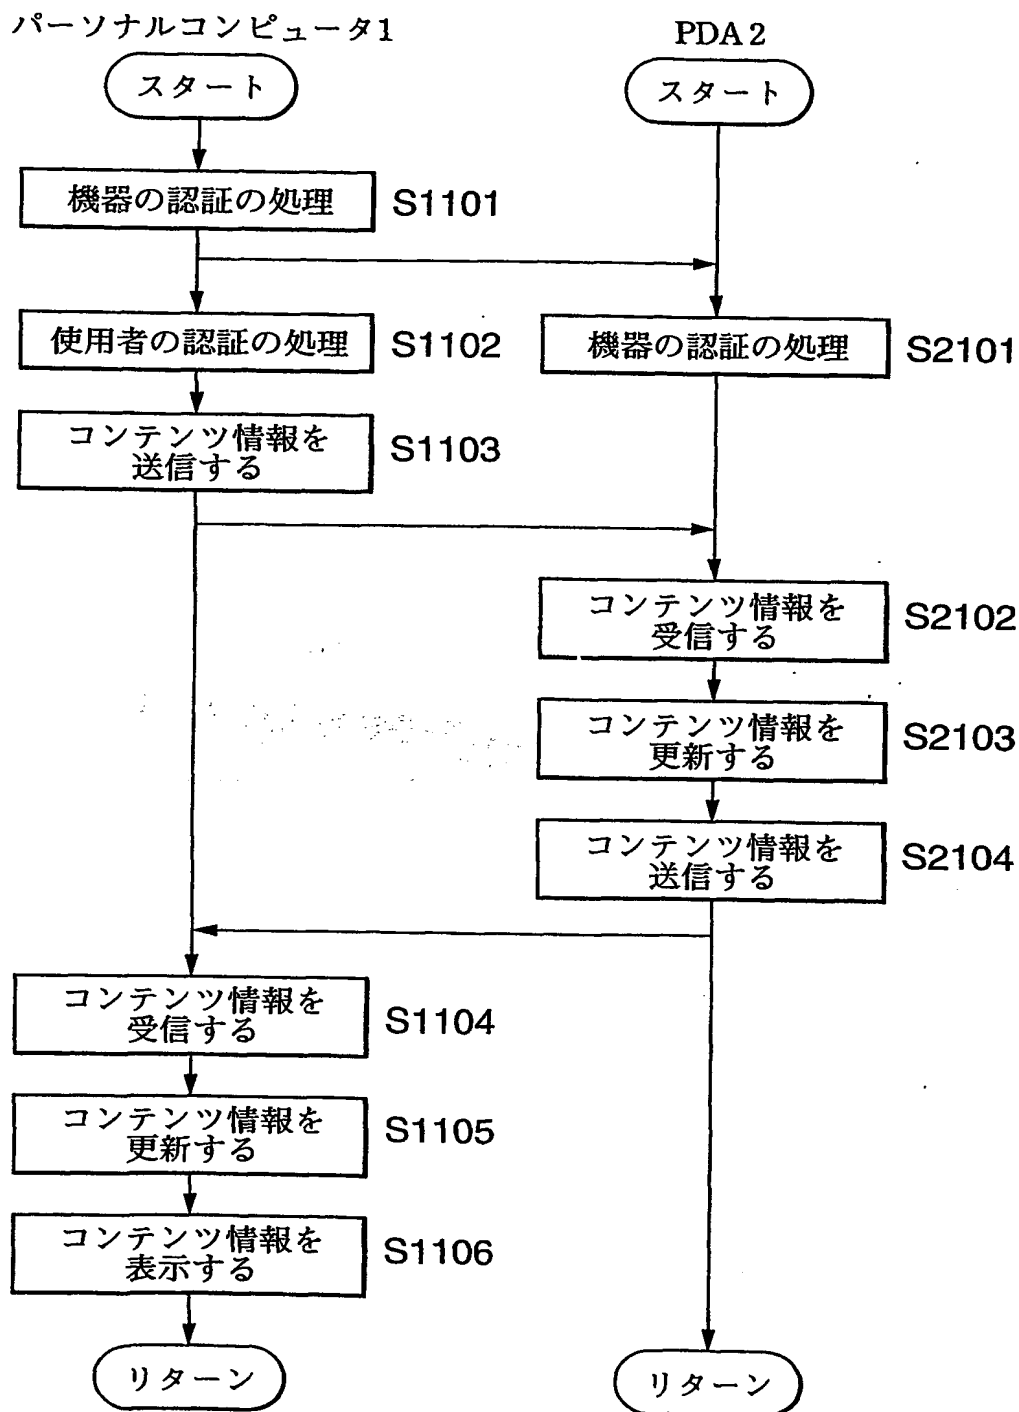 パーソナルコンピュータ1
PDA2
スタート
スタート
機器の認証の処理
S1101
使用者の認証の処理
S1102
機器の認証の処理
S2101
コンテンツ情報を
送信する
S1103
コンテンツ情報を
受信する
S2102
コンテンツ情報を
更新する
S2103
コンテンツ情報を
送信する
S2104
コンテンツ情報を
受信する
S1104
コンテンツ情報を
更新する
S1105
コンテンツ情報を
表示する
S1106
リターン
リターン